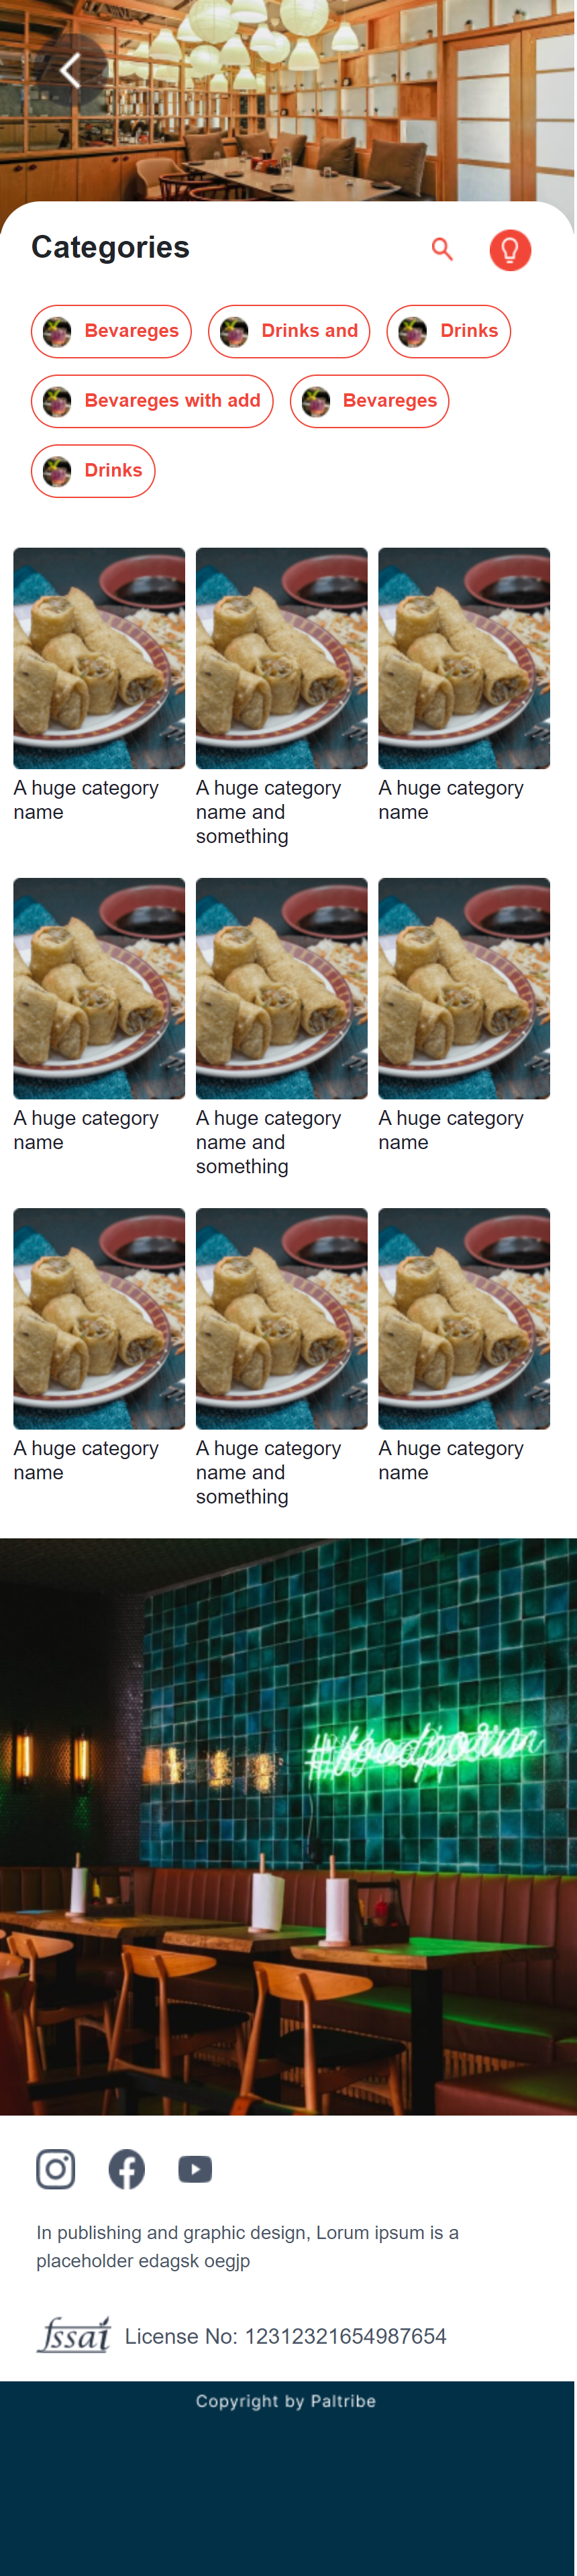 Categories
Bevareges
Drinks and
Drinks
Bevareges with add
Bevareges
Drinks
A huge category
name
A huge category
name and
something
A huge category
name
A huge category
name
A huge category
name and
something
A huge category
name
A huge category
name
A huge category
name and
something
A huge category
name
#foodporn
In publishing and graphic design, Lorum ipsum is a
placeholder edagsk oegjp
fssai
License No: 12312321654987654
Copyright by Paltribe